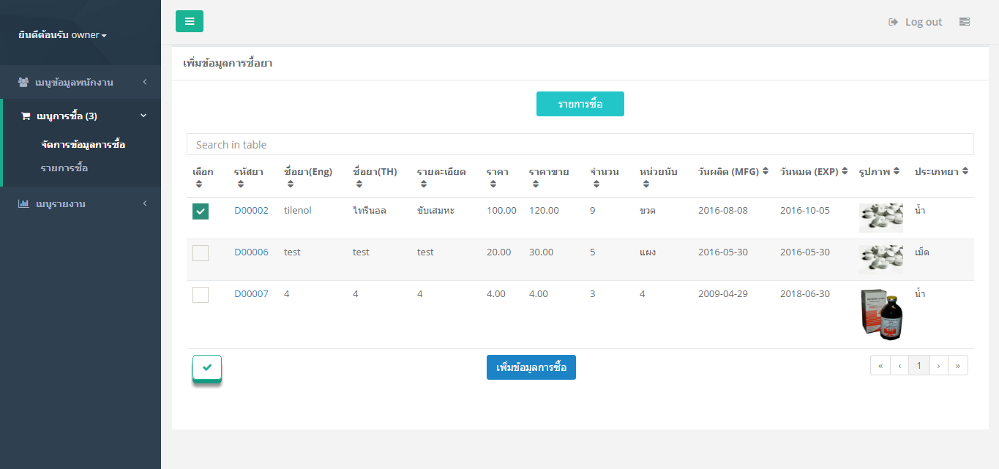 ยินดีต้อนรับ owner
Log out
เมนูข้อมูลพนักงาน
เมนูการซื้อ (3)
จัดการข้อมูลการซื้อ
รายการซื้อ
เมนูรายงาน
เพิ่มข้อมูลการซื้อยา
รายการซื้อ
Search in table
เลือก รหัสยา ชื่อยา(Eng) ชื่อยา(TH) รายละเอียด ราคา ราคาขาย จำนวน หน่วยนับ วันผลิต (MFG) วันหมด (EXP) รูปภาพ ประเภทยา
D00002 tilenol ไทรีนอล ขับเสมหะ 100.00 120.00 9 ขวด 2016-08-08 2016-10-05 น้ำ
D00006 test test test 20.00 30.00 5 แผง 2016-05-30 2016-05-30 เม็ด
D00007 4 4 4 4.00 4.00 3 4 2009-04-29 2018-06-30 น้ำ
เพิ่มข้อมูลการซื้อ
« ‹ 1 › »